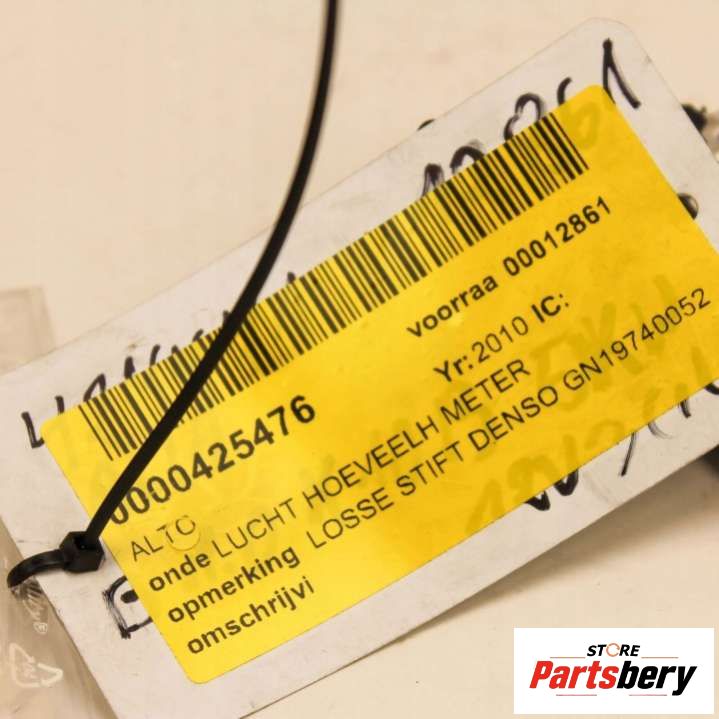 voorraa 00012861
0000425476
Yr: 2010 IC:
ALTO
onde LUCHT HOEVEELH METER
opmerking LOSSE STIFT DENSO GN19740052
omschrijvi
STORE
Partsbery